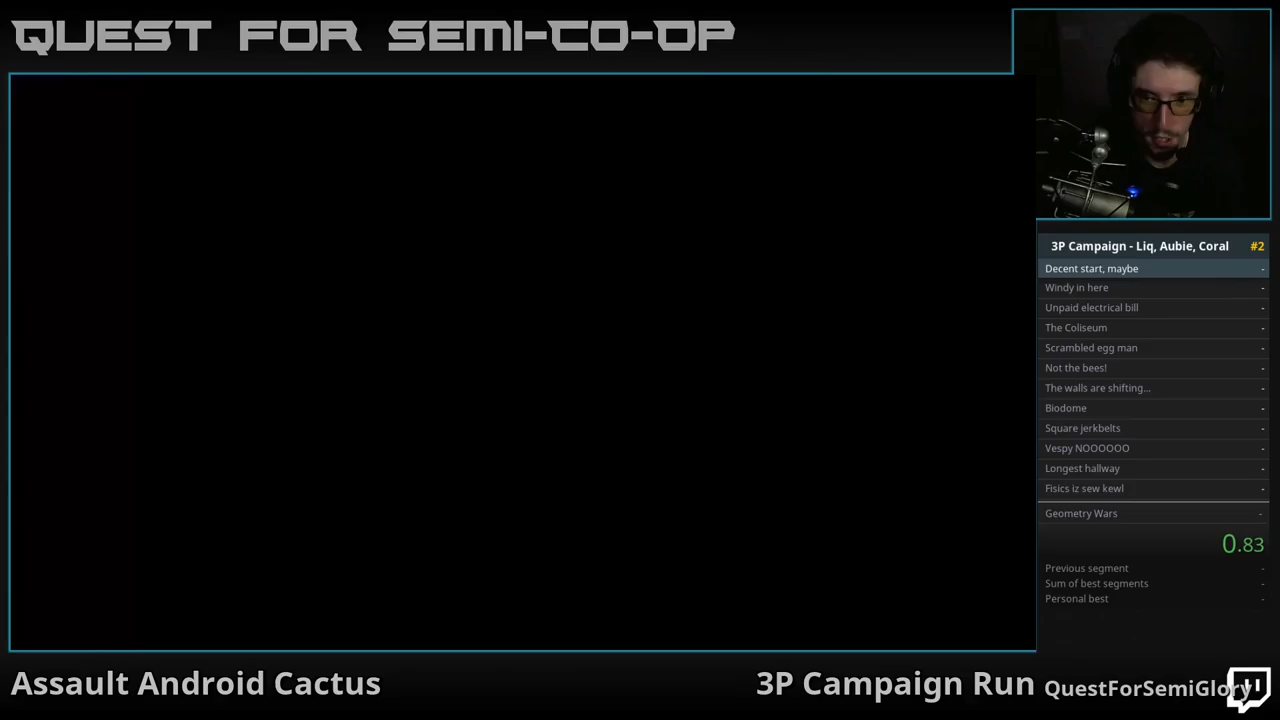 QUEST FOR SEMI-CO-OP
3P Campaign - Liq, Aubie, Coral #2
Decent start, maybe -
Windy in here -
Unpaid electrical bill -
The Coliseum -
Scrambled egg man -
Not the bees! -
The walls are shifting... -
Biodome -
Square jerkbelts -
Vespy NOOOOOO -
Longest hallway -
Fisics iz sew kewl -
Geometry Wars -
0.83
Previous segment -
Sum of best segments -
Personal best -
Assault Android Cactus
3P Campaign Run
QuestForSemiGlory